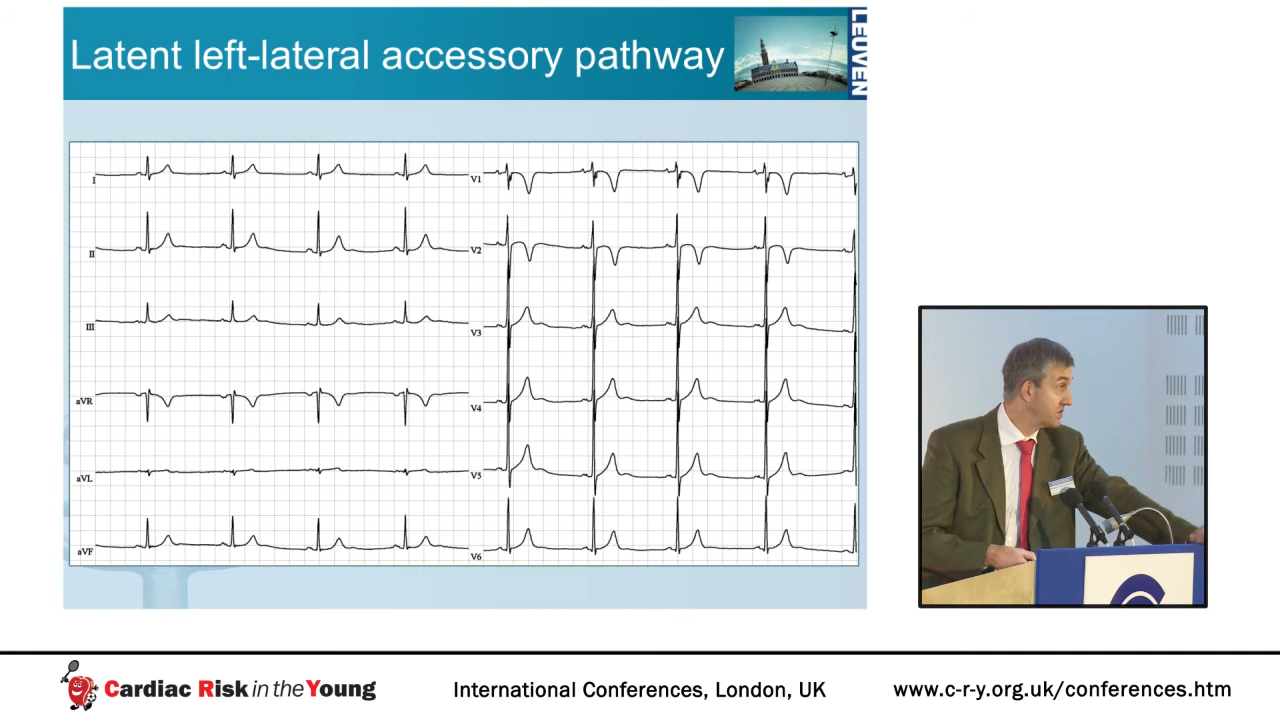 Latent left-lateral accessory pathway
LEUVEN
I
II
III
aVR
aVL
aVF
V1
V2
V3
V4
V5
V6
Cardiac Risk in the Young
International Conferences, London, UK
www.c-r-y.org.uk/conferences.htm